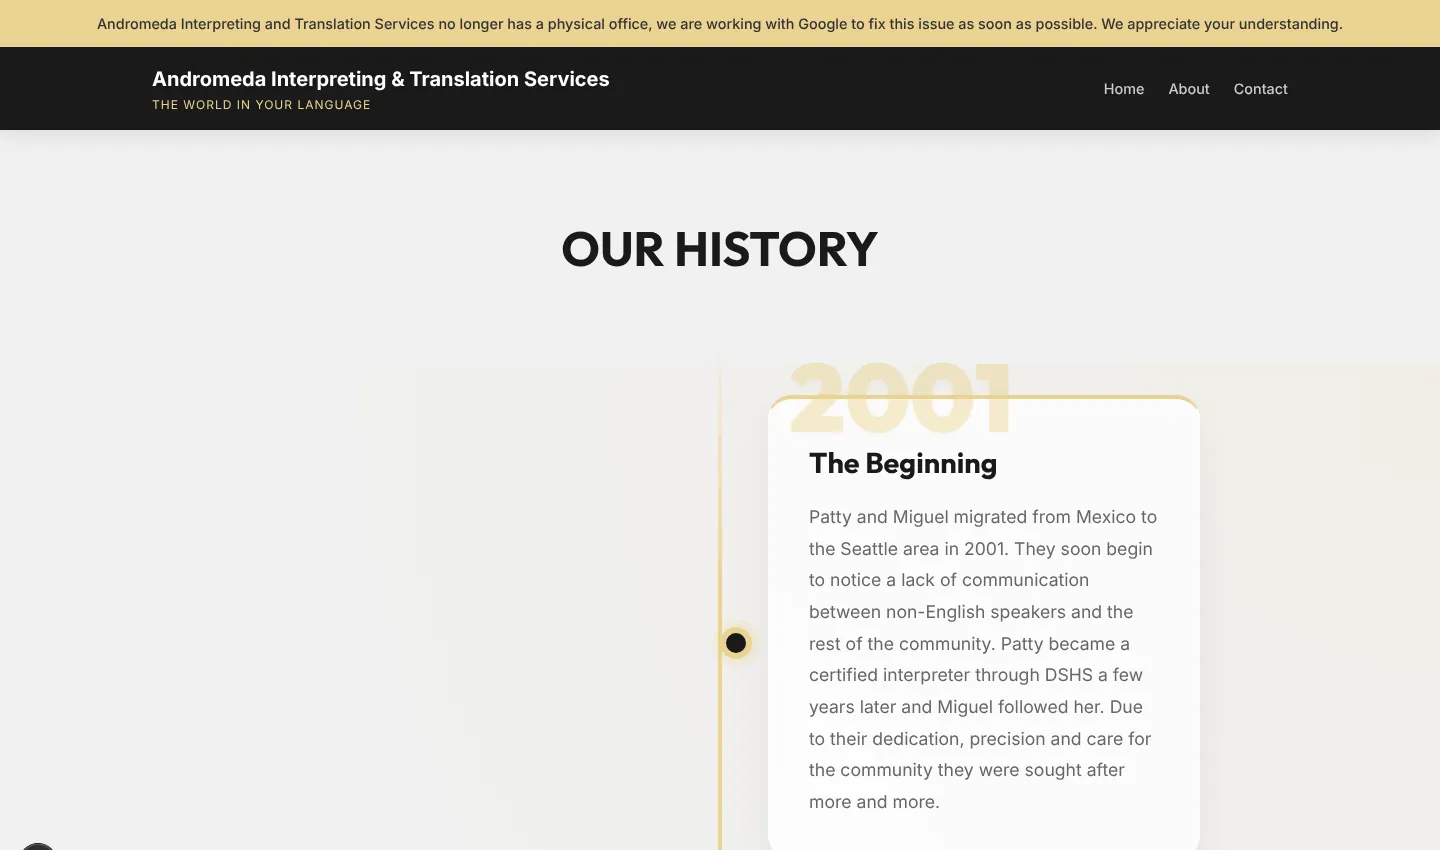 Andromeda Interpreting and Translation Services no longer has a physical office, we are working with Google to fix this issue as soon as possible. We appreciate your understanding.
Andromeda Interpreting & Translation Services
THE WORLD IN YOUR LANGUAGE
Home About Contact
OUR HISTORY
2001
The Beginning
Patty and Miguel migrated from Mexico to
the Seattle area in 2001. They soon begin
to notice a lack of communication
between non-English speakers and the
rest of the community. Patty became a
certified interpreter through DSHS a few
years later and Miguel followed her. Due
to their dedication, precision and care for
the community they were sought after
more and more.